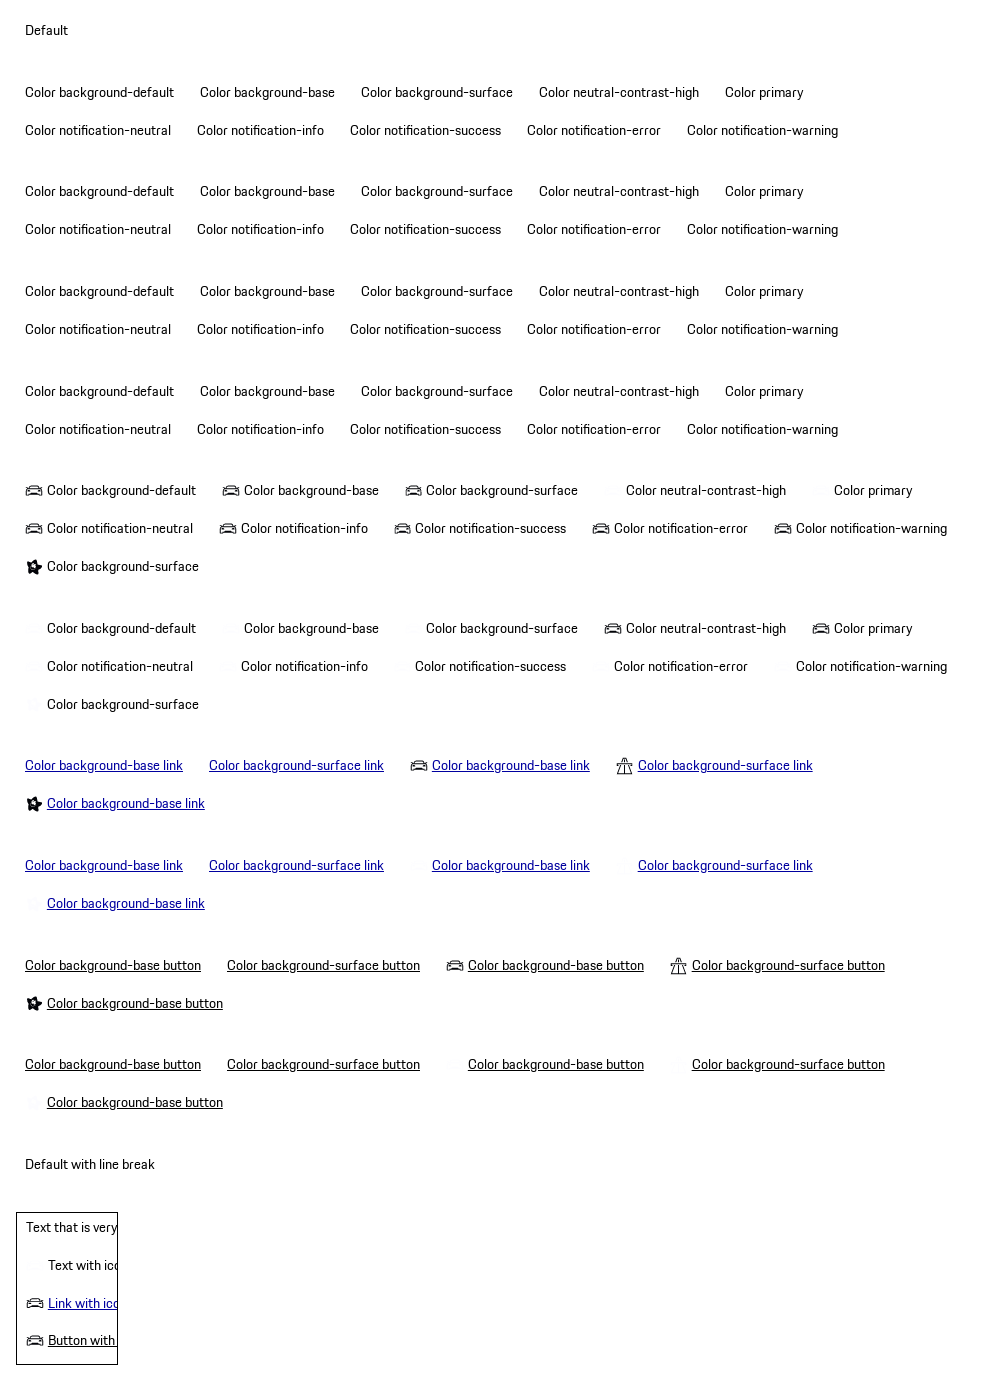 Default
Color background-default Color background-base Color background-surface Color neutral-contrast-high Color primary
Color notification-neutral Color notification-info Color notification-success Color notification-error Color notification-warning
Color background-default Color background-base Color background-surface Color neutral-contrast-high Color primary
Color notification-neutral Color notification-info Color notification-success Color notification-error Color notification-warning
Color background-default Color background-base Color background-surface Color neutral-contrast-high Color primary
Color notification-neutral Color notification-info Color notification-success Color notification-error Color notification-warning
Color background-default Color background-base Color background-surface Color neutral-contrast-high Color primary
Color notification-neutral Color notification-info Color notification-success Color notification-error Color notification-warning
Color background-default Color background-base Color background-surface Color neutral-contrast-high Color primary
Color notification-neutral Color notification-info Color notification-success Color notification-error Color notification-warning
Color background-surface
Color background-default Color background-base Color background-surface Color neutral-contrast-high Color primary
Color notification-neutral Color notification-info Color notification-success Color notification-error Color notification-warning
Color background-surface
Color background-base link Color background-surface link Color background-base link Color background-surface link
Color background-base link
Color background-base link Color background-surface link Color background-base link Color background-surface link
Color background-base link
Color background-base button Color background-surface button Color background-base button Color background-surface button
Color background-base button
Color background-base button Color background-surface button Color background-base button Color background-surface button
Color background-base button
Default with line break
Text that is very
Text with ico
Link with ico
Button with